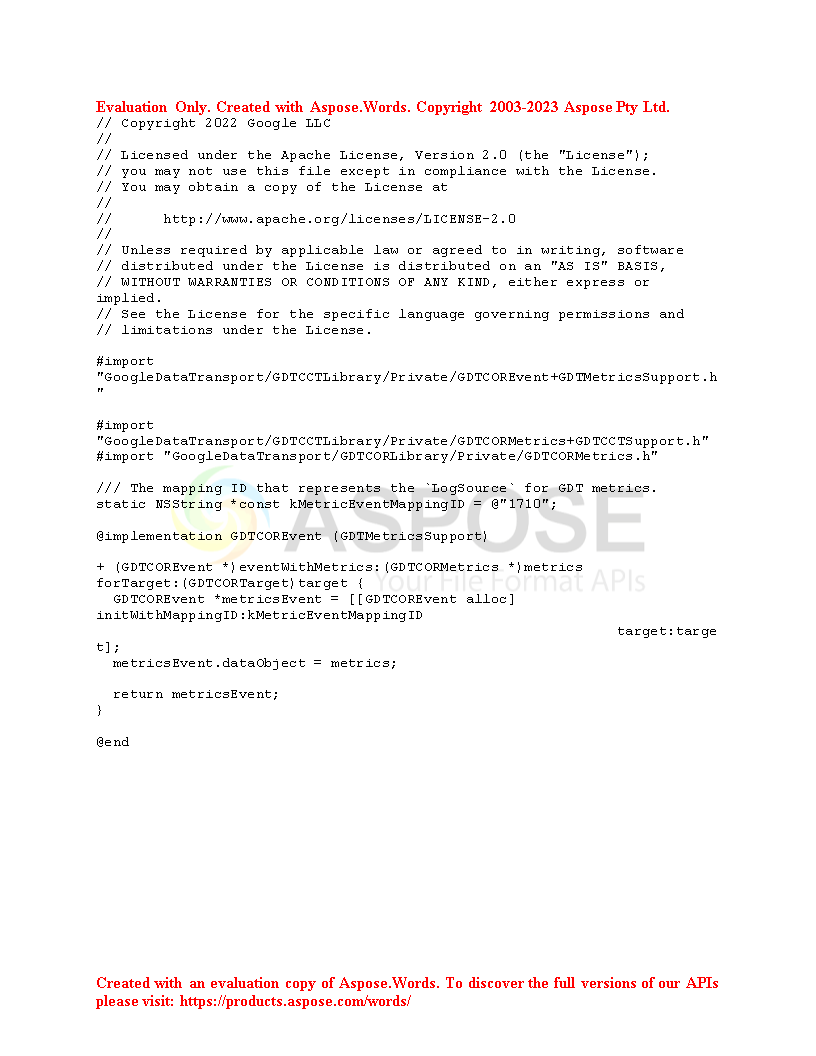 Evaluation Only. Created with Aspose.Words. Copyright 2003-2023 Aspose Pty Ltd.
// Copyright 2022 Google LLC
//
// Licensed under the Apache License, Version 2.0 (the "License");
// you may not use this file except in compliance with the License.
// You may obtain a copy of the License at
//
//      http://www.apache.org/licenses/LICENSE-2.0
//
// Unless required by applicable law or agreed to in writing, software
// distributed under the License is distributed on an "AS IS" BASIS,
// WITHOUT WARRANTIES OR CONDITIONS OF ANY KIND, either express or
implied.
// See the License for the specific language governing permissions and
// limitations under the License.

#import
"GoogleDataTransport/GDTCCTLibrary/Private/GDTCOREvent+GDTMetricsSupport.h
"

#import
"GoogleDataTransport/GDTCCTLibrary/Private/GDTCORMetrics+GDTCCTSupport.h"
#import "GoogleDataTransport/GDTCORLibrary/Private/GDTCORMetrics.h"

/// The mapping ID that represents the `LogSource` for GDT metrics.
static NSString *const kMetricEventMappingID = @"1710";
ASPOSE
@implementation GDTCOREvent (GDTMetricsSupport)

+ (GDTCOREvent *)eventWithMetrics:(GDTCORMetrics *)metrics
forTarget:(GDTCORTarget)target {
Your File Format APIs
  GDTCOREvent *metricsEvent = [[GDTCOREvent alloc]
initWithMappingID:kMetricEventMappingID
                                                              target:targe
t];
  metricsEvent.dataObject = metrics;

  return metricsEvent;
}

@end
Created with an evaluation copy of Aspose.Words. To discover the full versions of our APIs
please visit: https://products.aspose.com/words/